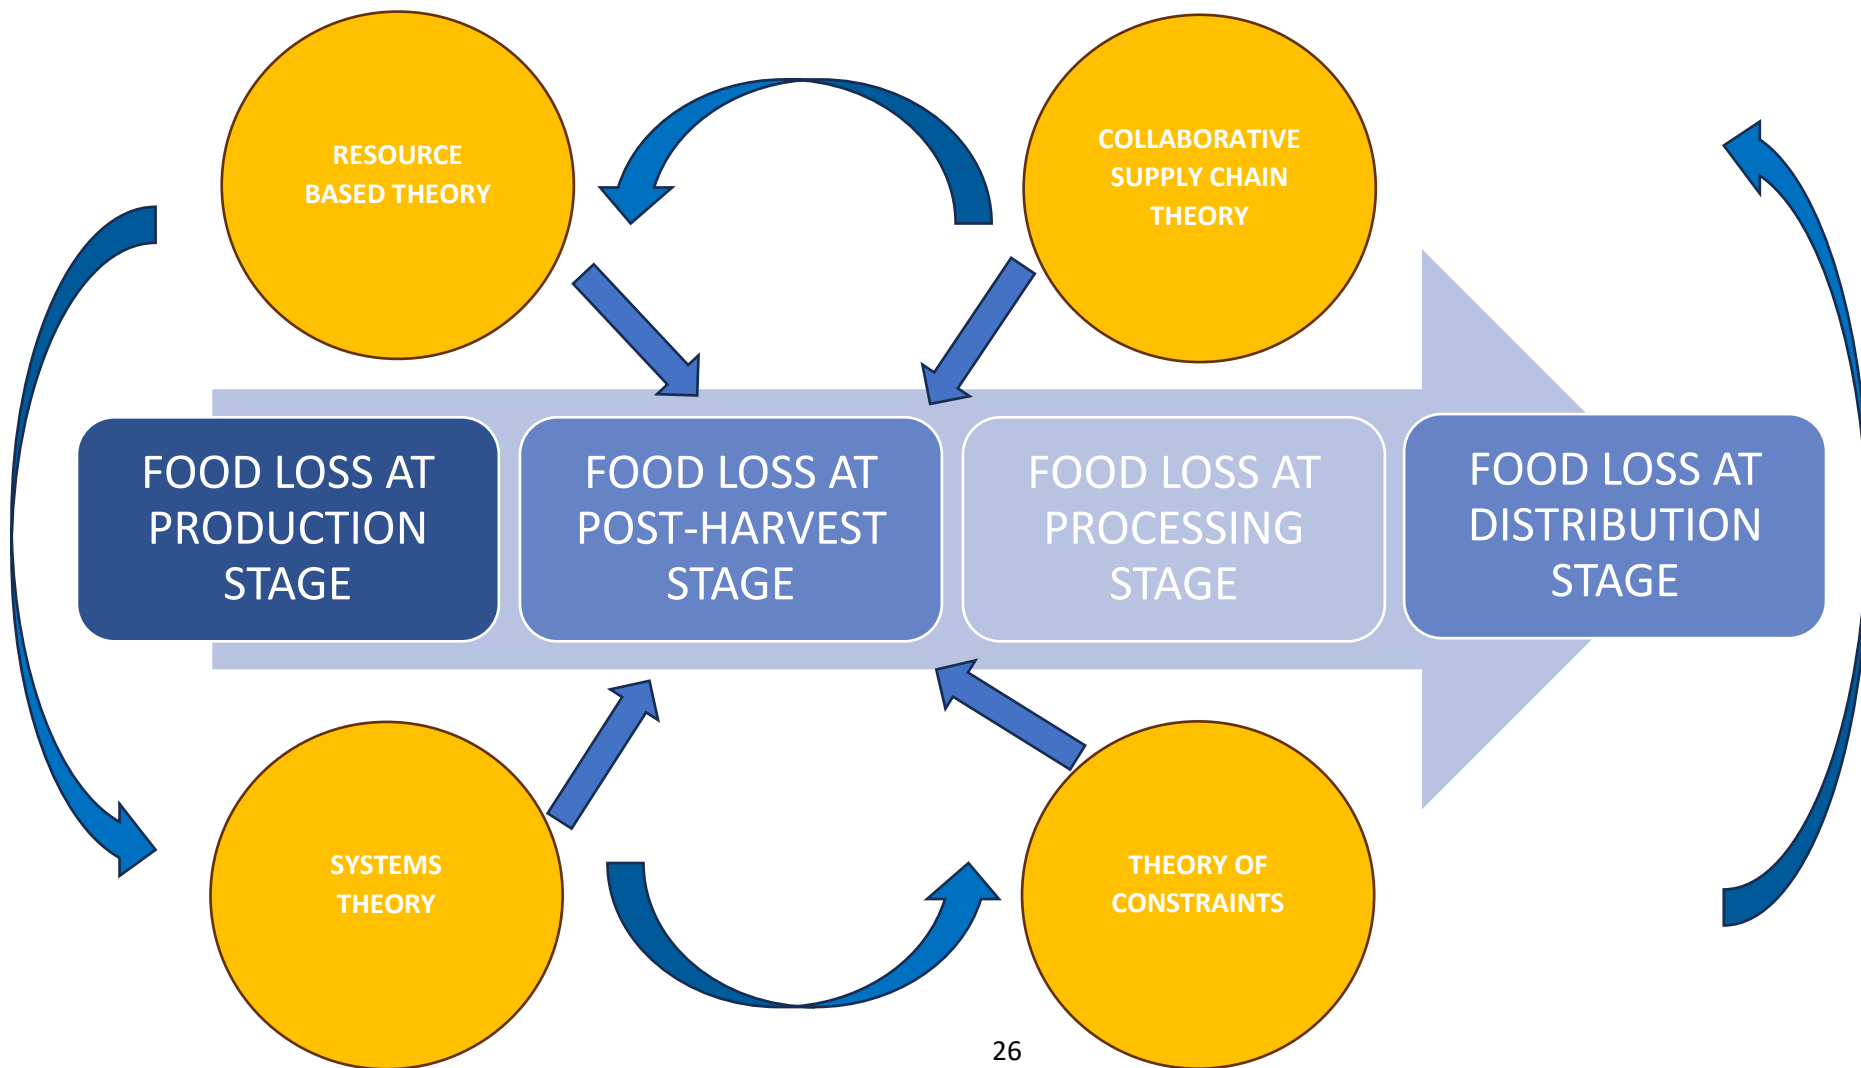 RESOURCE
BASED THEORY
COLLABORATIVE
SUPPLY CHAIN
THEORY
FOOD LOSS AT
PRODUCTION
STAGE
FOOD LOSS AT
POST-HARVEST
STAGE
FOOD LOSS AT
PROCESSING
STAGE
FOOD LOSS AT
DISTRIBUTION
STAGE
SYSTEMS
THEORY
THEORY OF
CONSTRAINTS
26